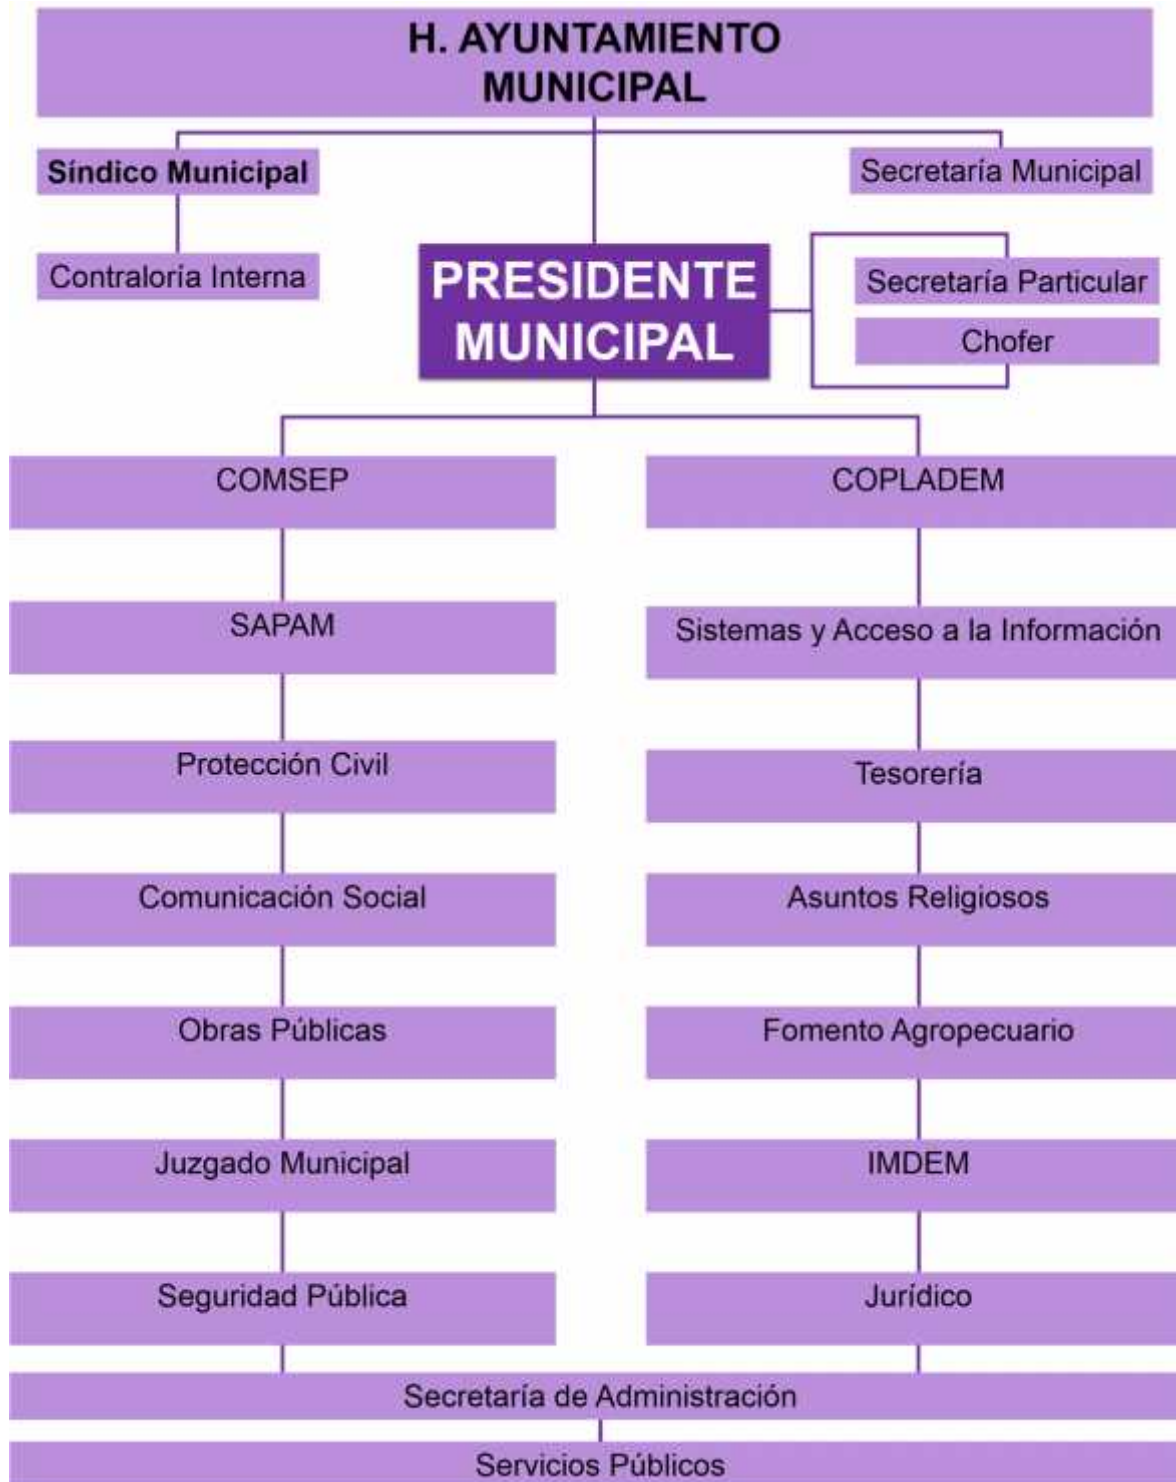 H. AYUNTAMIENTO
MUNICIPAL
Síndico Municipal
Secretaría Municipal
Contraloría Interna
PRESIDENTE
MUNICIPAL
Secretaría Particular
Chofer
COMSEP
COPLADEM
SAPAM
Sistemas y Acceso a la Información
Protección Civil
Tesorería
Comunicación Social
Asuntos Religiosos
Obras Públicas
Fomento Agropecuario
Juzgado Municipal
IMDEM
Seguridad Pública
Jurídico
Secretaría de Administración
Servicios Públicos